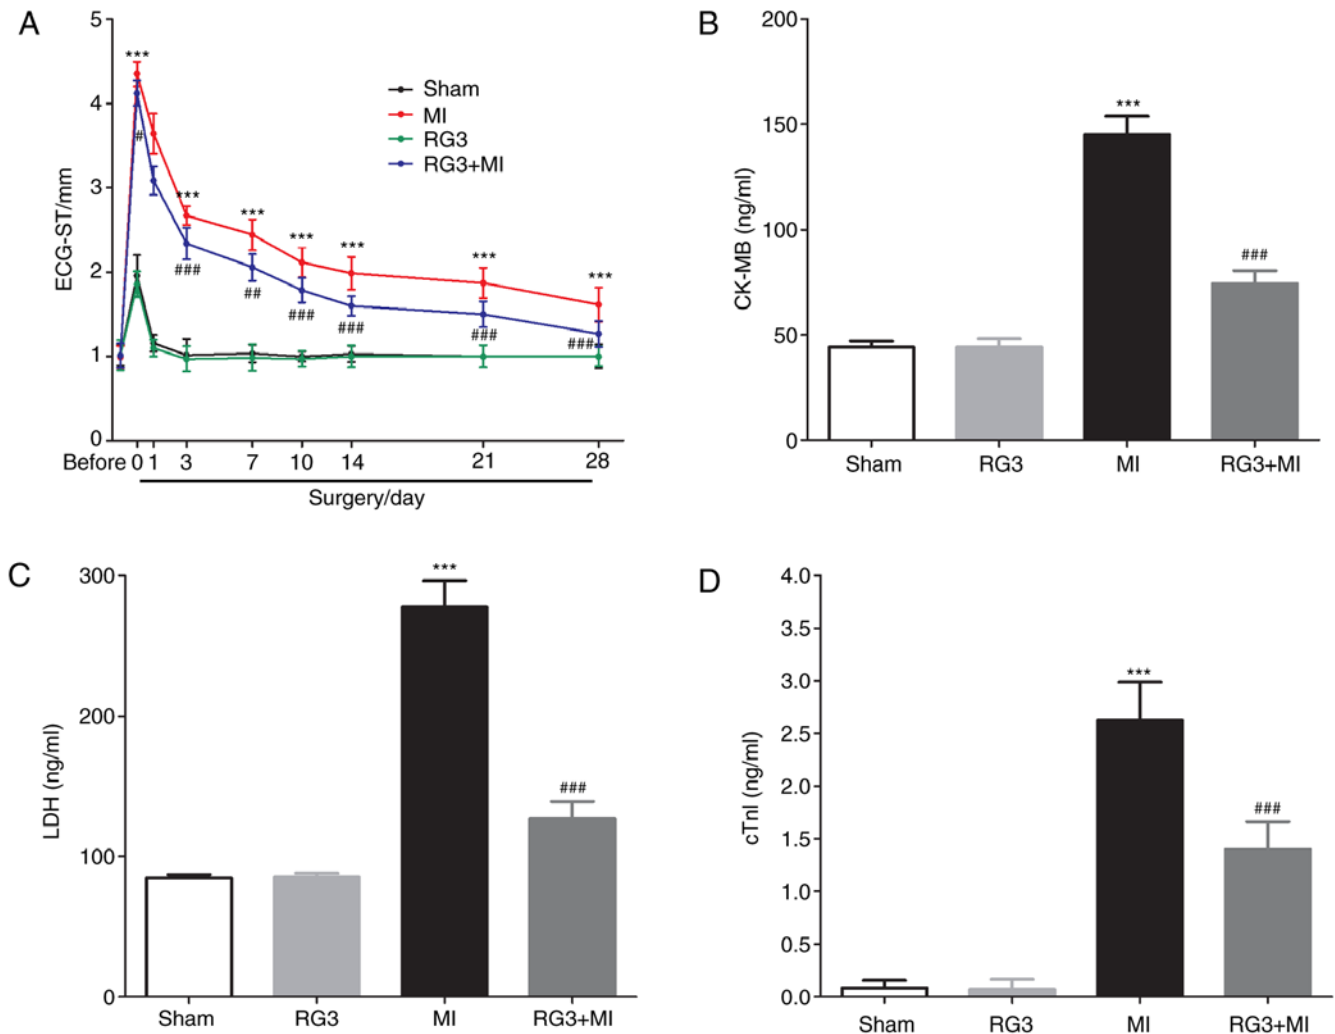 A
5
4
3
2
1
0
ECG-ST/mm
Sham
MI
RG3
RG3+MI
***
#
***
***
***
***
***
***
###
##
###
###
###
###
Before 0 1 3 7 10 14 21 28
Surgery/day
B
200
150
100
50
0
CK-MB (ng/ml)
***
###
Sham RG3 MI RG3+MI
C
300
200
100
0
LDH (ng/ml)
***
###
Sham RG3 MI RG3+MI
D
4.0
3.5
3.0
2.5
2.0
1.5
1.0
0.5
0.0
cTnI (ng/ml)
***
###
Sham RG3 MI RG3+MI